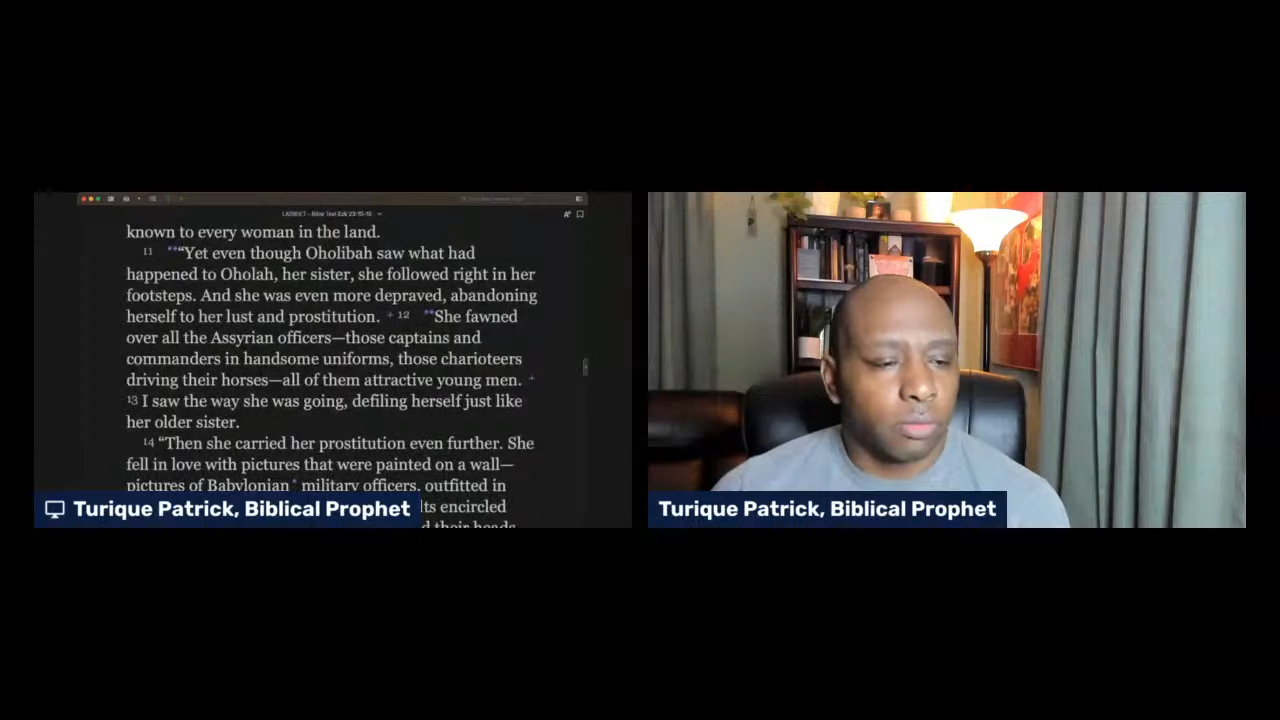 known to every woman in the land.
11 **“Yet even though Oholibah saw what had
happened to Oholah, her sister, she followed right in her
footsteps. And she was even more depraved, abandoning
herself to her lust and prostitution. + 12 **She fawned
over all the Assyrian officers—those captains and
commanders in handsome uniforms, those charioteers
driving their horses—all of them attractive young men. +
13 I saw the way she was going, defiling herself just like
her older sister.
14 “Then she carried her prostitution even further. She
fell in love with pictures that were painted on a wall—
pictures of Babylonian * military officers, outfitted in
lts encircled
d their heads
Turique Patrick, Biblical Prophet
Turique Patrick, Biblical Prophet